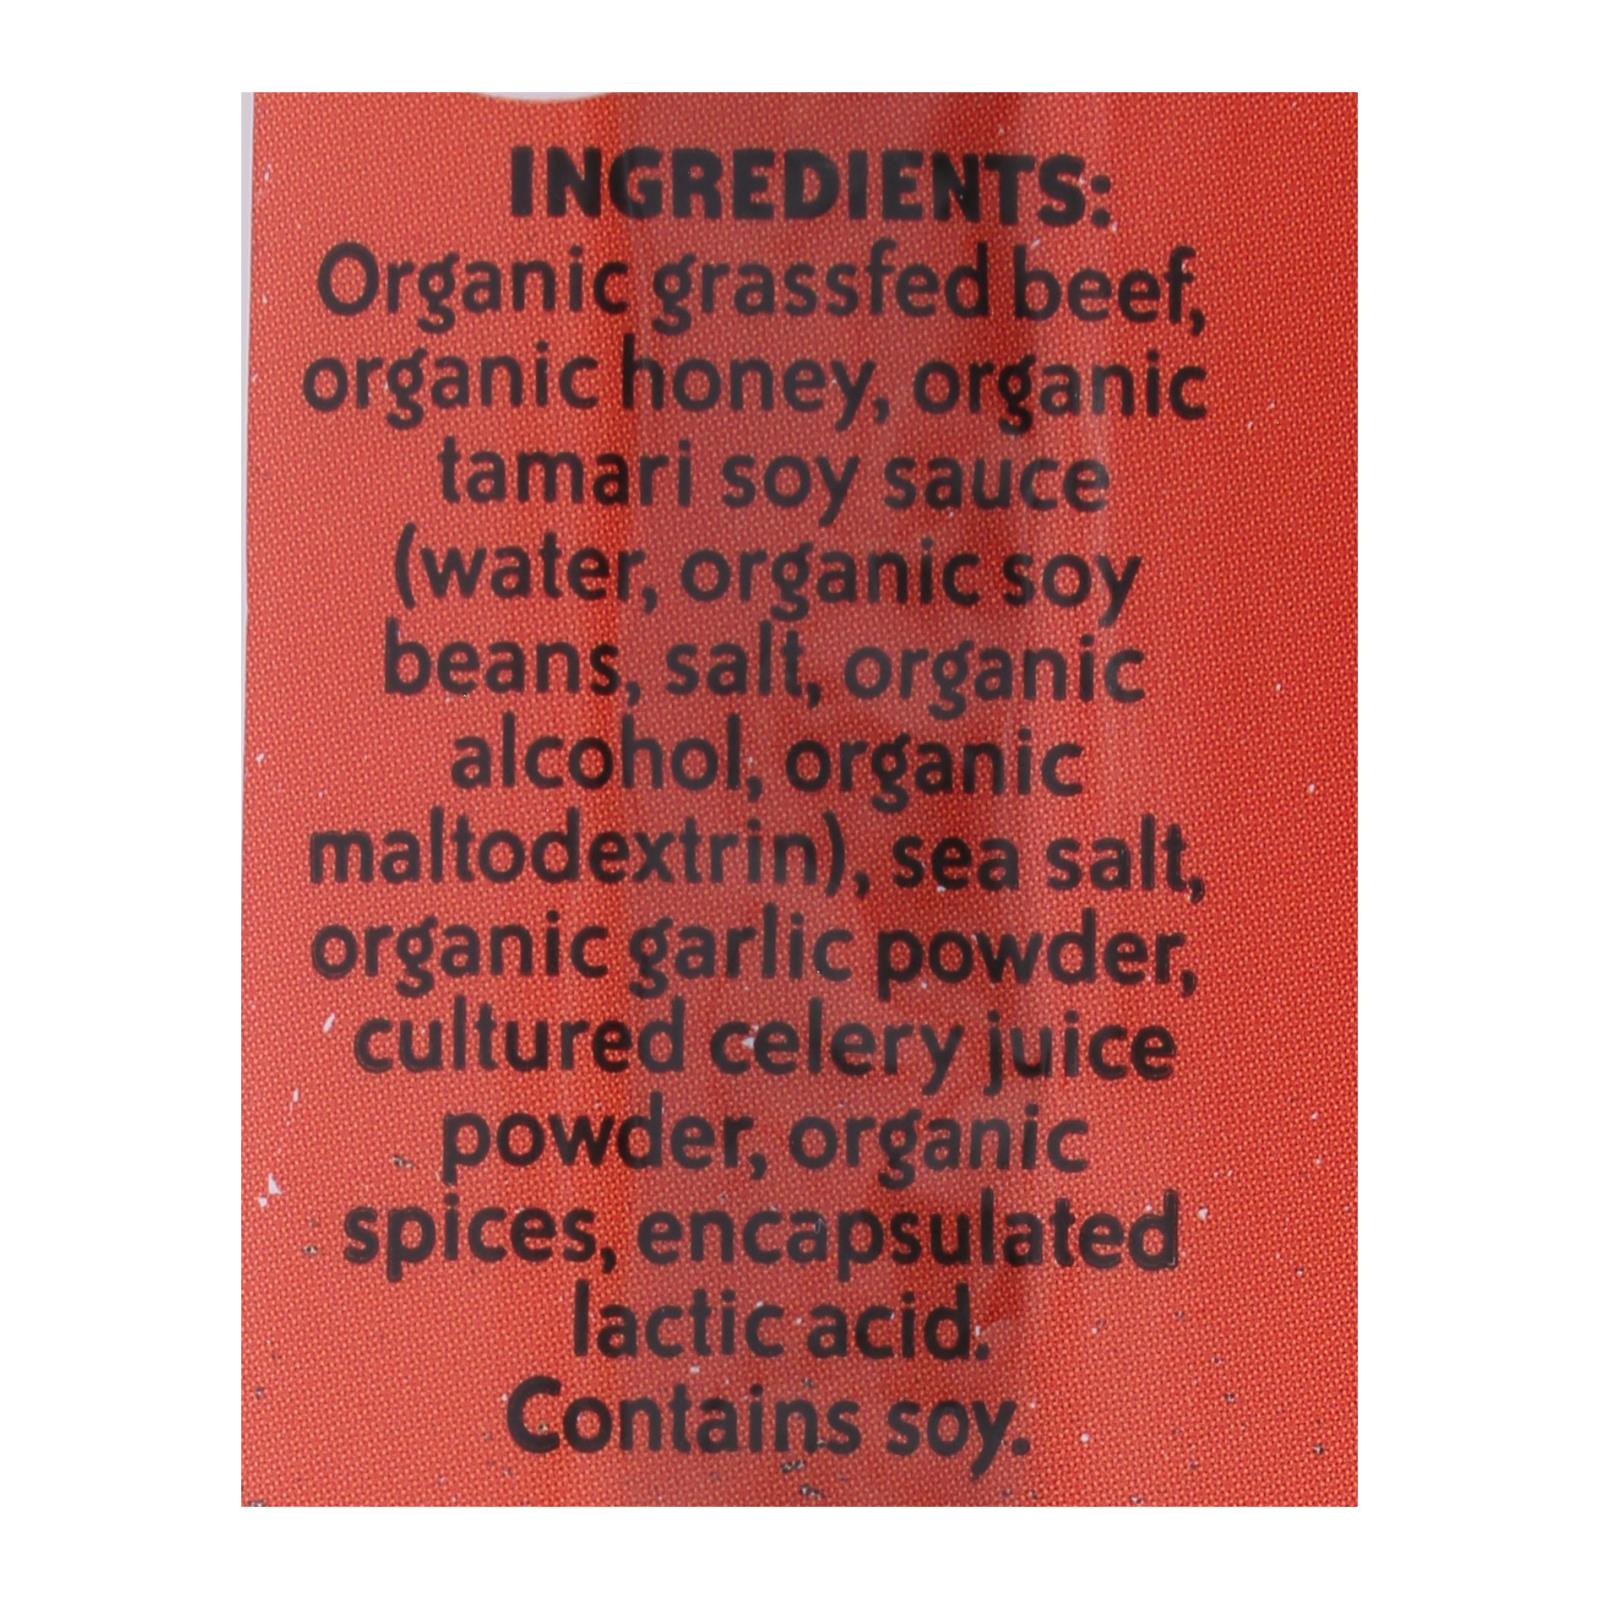 INGREDIENTS:
Organic grassfed beef,
organic honey, organic
tamari soy sauce
(water, organic soy
beans, salt, organic
alcohol, organic
maltodextrin), sea salt,
organic garlic powder,
cultured celery juice
powder, organic
spices, encapsulated
lactic acid.
Contains soy.